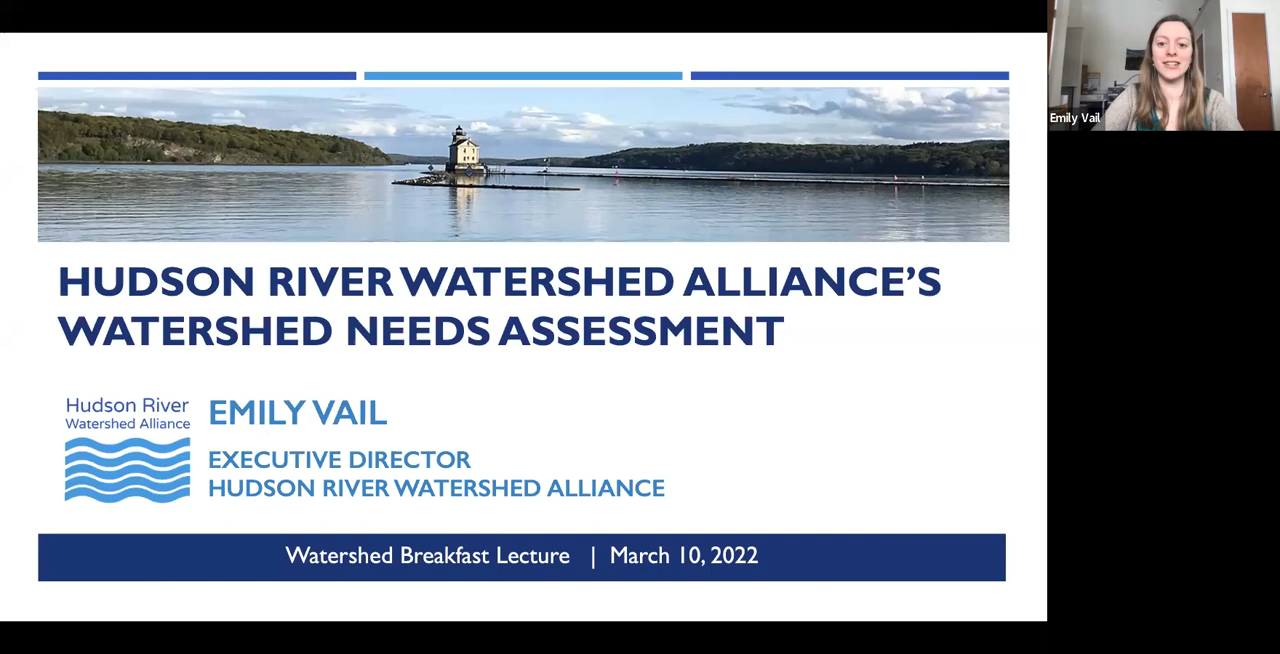 Emily Vail
HUDSON RIVER WATERSHED ALLIANCE’S
WATERSHED NEEDS ASSESSMENT
Hudson River
Watershed Alliance
EMILY VAIL
EXECUTIVE DIRECTOR
HUDSON RIVER WATERSHED ALLIANCE
Watershed Breakfast Lecture | March 10, 2022